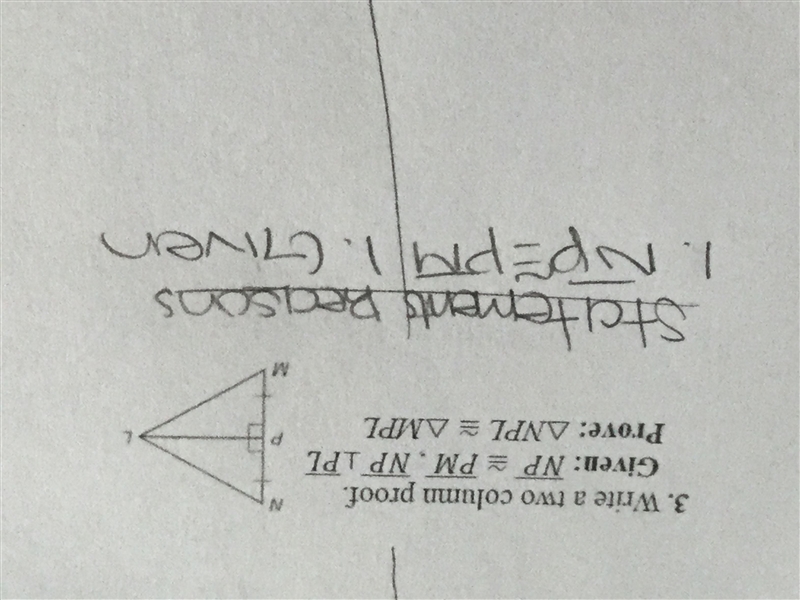 3. Write a two column proof.
Given: NP ≅ PM, NP ⊥ PL
Prove: △NPL ≅ △MPL
N
P
L
M
Statements Reasons
1. NP ≅ PM 1. Given